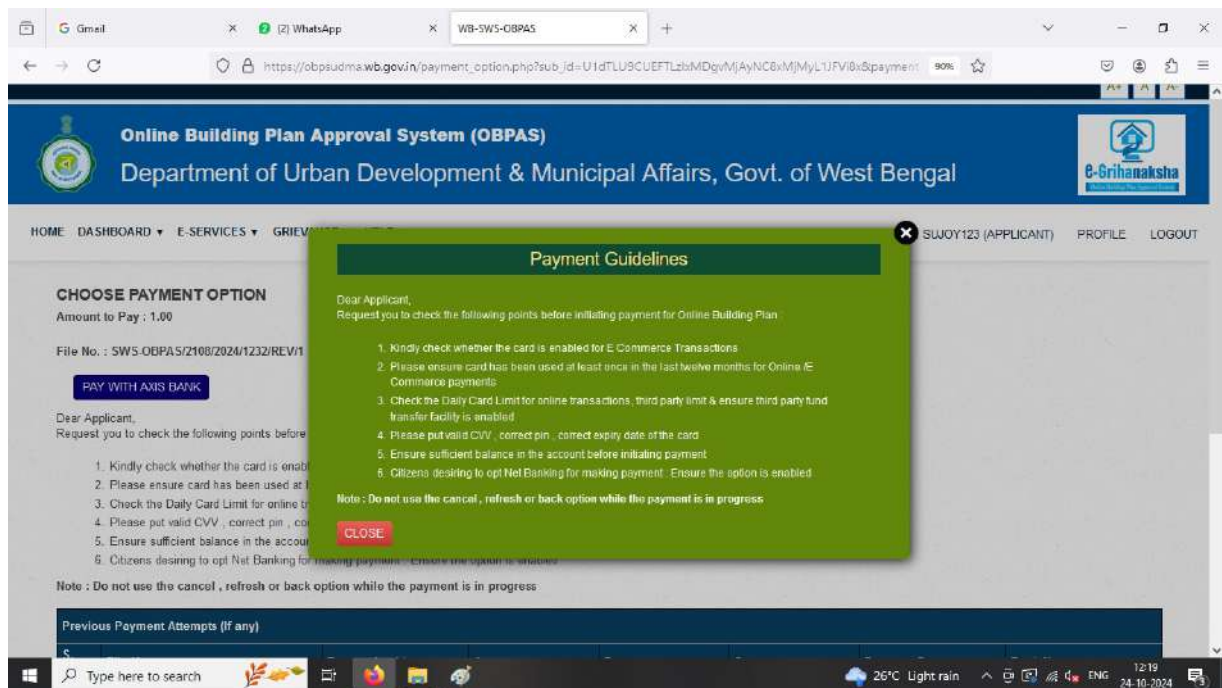 Gmail
(2) WhatsApp
WB-SWS-OBPAS
90%
A+ A A-
Online Building Plan Approval System (OBPAS)
Department of Urban Development & Municipal Affairs, Govt. of West Bengal
e-Grihanaksha
HOME DASHBOARD E-SERVICES
SUJOY123 (APPLICANT) PROFILE LOGOUT
CHOOSE PAYMENT OPTION
Amount to Pay : 1.00
File No. : SWS-OBPAS/2108/2024/1232/REV/1
PAY WITH AXIS BANK
Dear Applicant,
Request you to check the following points before
1. Kindly check whether the card is enabl
2. Please ensure card has been used at
3. Check the Daily Card Limit for online tr
4. Please put valid CVV , correct pin , co
5. Ensure sufficient balance in the accou
6. Citizens desiring to opt Net Banking for making payment : Ensure the option is enabled
Note : Do not use the cancel , refresh or back option while the payment is in progress
Previous Payment Attempts (If any)
Payment Guidelines
Dear Applicant,
Request you to check the following points before initiating payment for Online Building Plan :
1. Kindly check whether the card is enabled for E Commerce Transactions
2. Please ensure card has been used at least once in the last twelve months for Online /E
Commerce payments
3. Check the Daily Card Limit for online transactions, third party limit & ensure third party fund
transfer facility is enabled
4. Please put valid CVV , correct pin , correct expiry date of the card
5. Ensure sufficient balance in the account before initiating payment
6. Citizens desiring to opt Net Banking for making payment : Ensure the option is enabled
Note : Do not use the cancel , refresh or back option while the payment is in progress
CLOSE
Type here to search
26°C Light rain
ENG
12:19
24-10-2024